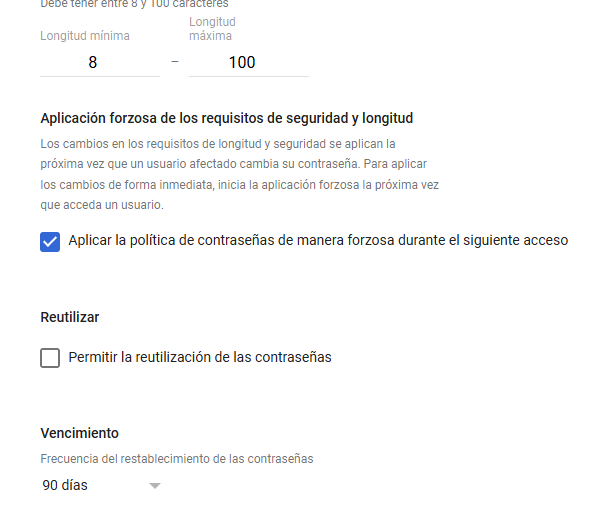 Debe tener entre 8 y 100 caracteres
Longitud mínima
Longitud
máxima
8 – 100
Aplicación forzosa de los requisitos de seguridad y longitud
Los cambios en los requisitos de longitud y seguridad se aplican la
próxima vez que un usuario afectado cambia su contraseña. Para aplicar
los cambios de forma inmediata, inicia la aplicación forzosa la próxima vez
que acceda un usuario.
Aplicar la política de contraseñas de manera forzosa durante el siguiente acceso
Reutilizar
Permitir la reutilización de las contraseñas
Vencimiento
Frecuencia del restablecimiento de las contraseñas
90 días